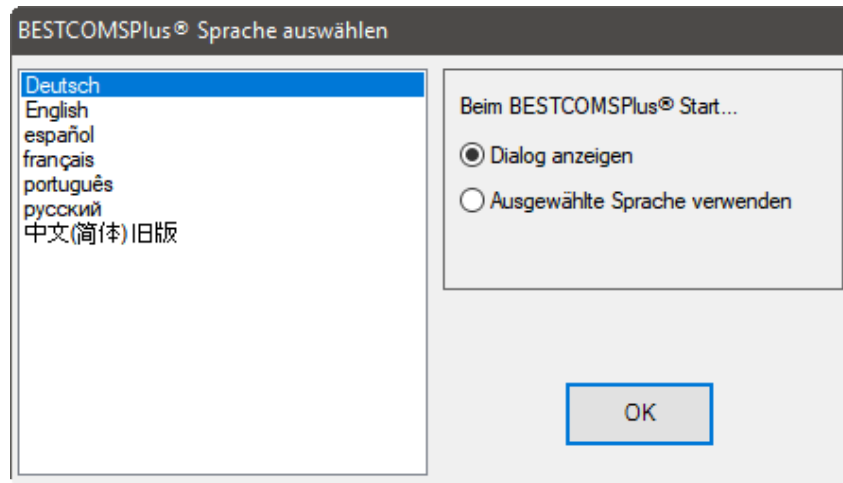 BESTCOMSPlus® Sprache auswählen
Deutsch
English
español
français
português
русский
中文(简体) 旧版
Beim BESTCOMSPlus® Start...
Dialog anzeigen
Ausgewählte Sprache verwenden
OK